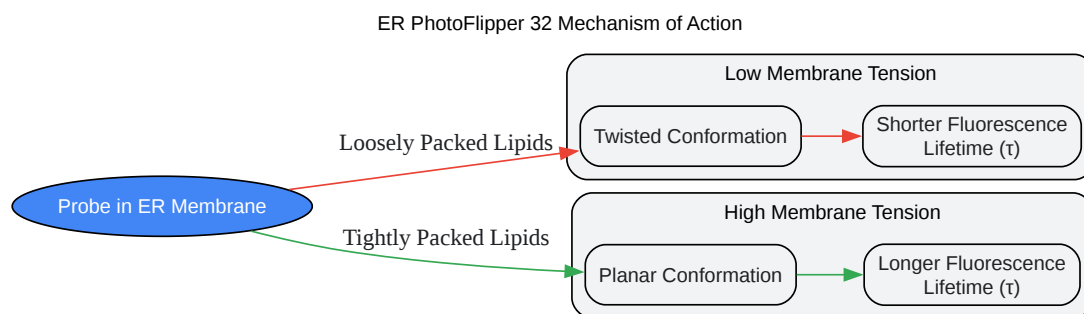 ER PhotoFlipper 32 Mechanism of Action
Low Membrane Tension
Loosely Packed Lipids
Twisted Conformation
Shorter Fluorescence
Lifetime (τ)
Probe in ER Membrane
High Membrane Tension
Tightly Packed Lipids
Planar Conformation
Longer Fluorescence
Lifetime (τ)